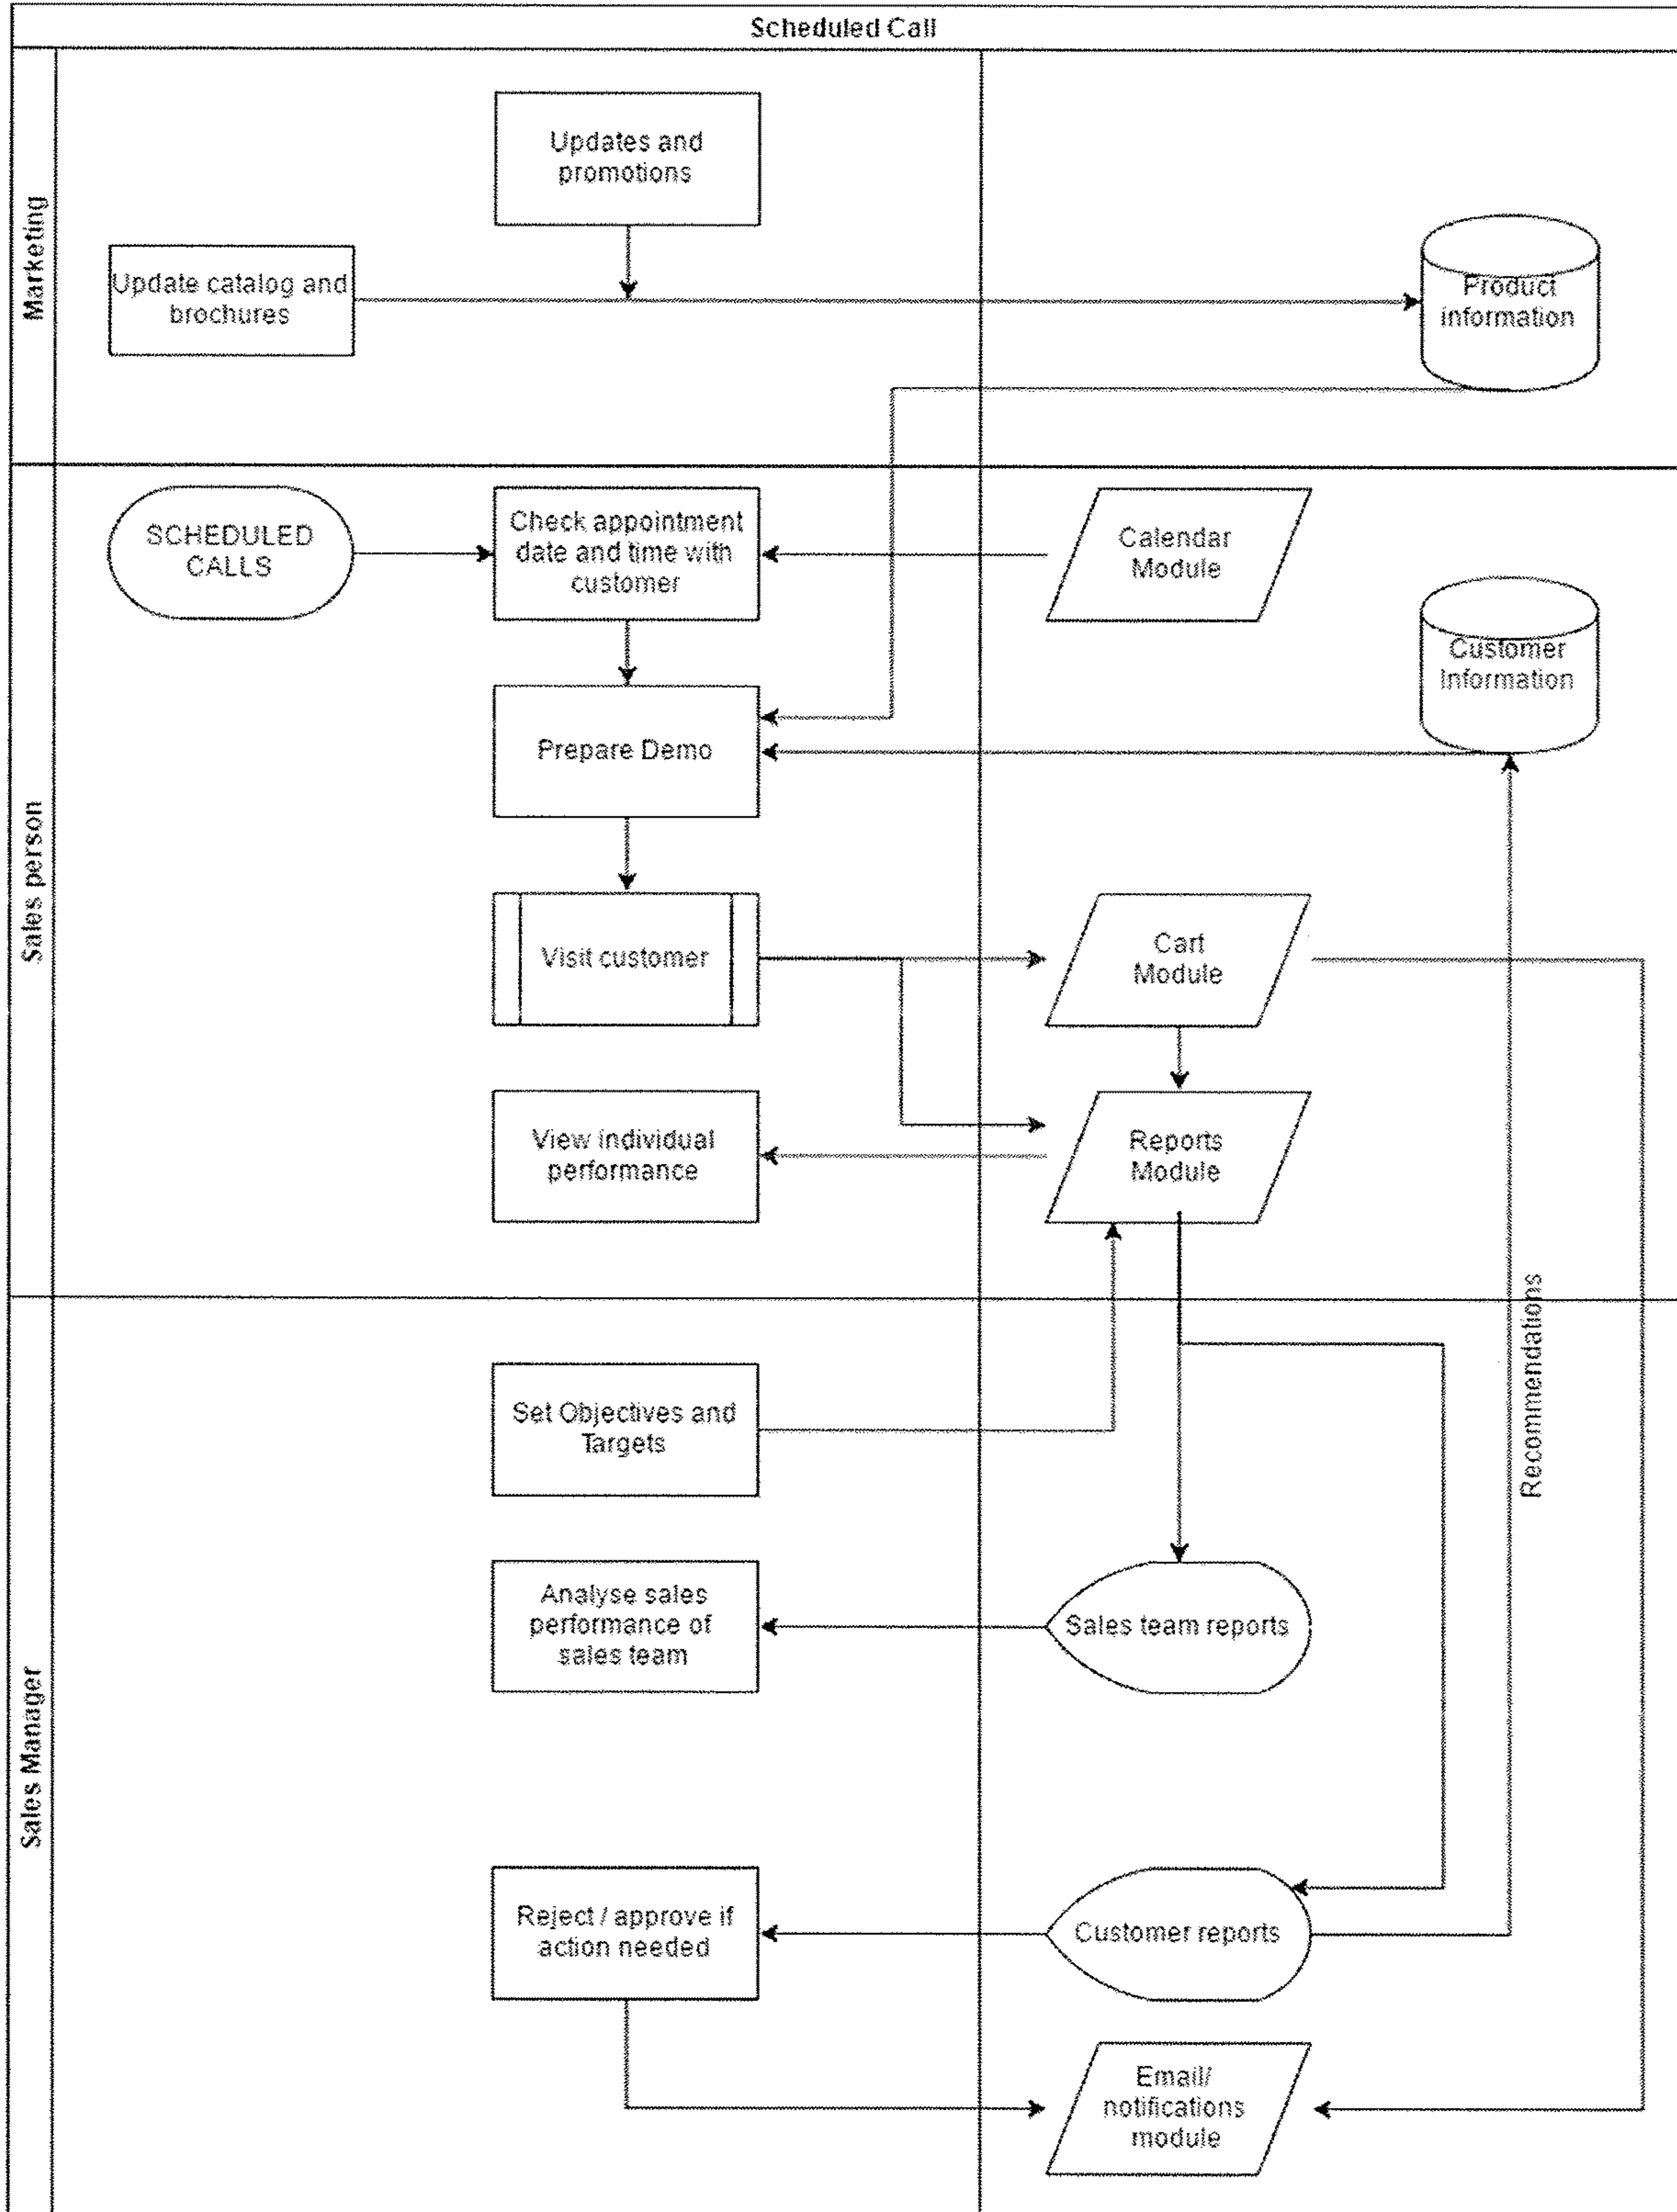 Scheduled Call
Marketing
Updates and
promotions
Update catalog and
brochures
Product
information
Sales person
SCHEDULED
CALLS
Check appointment
date and time with
customer
Calendar
Module
Customer
Information
Prepare Demo
Visit customer
Cart
Module
View individual
performance
Reports
Module
Recommendations
Sales Manager
Set Objectives and
Targets
Analyse sales
performance of
sales team
Sales team reports
Reject / approve if
action needed
Customer reports
Email/
notifications
module